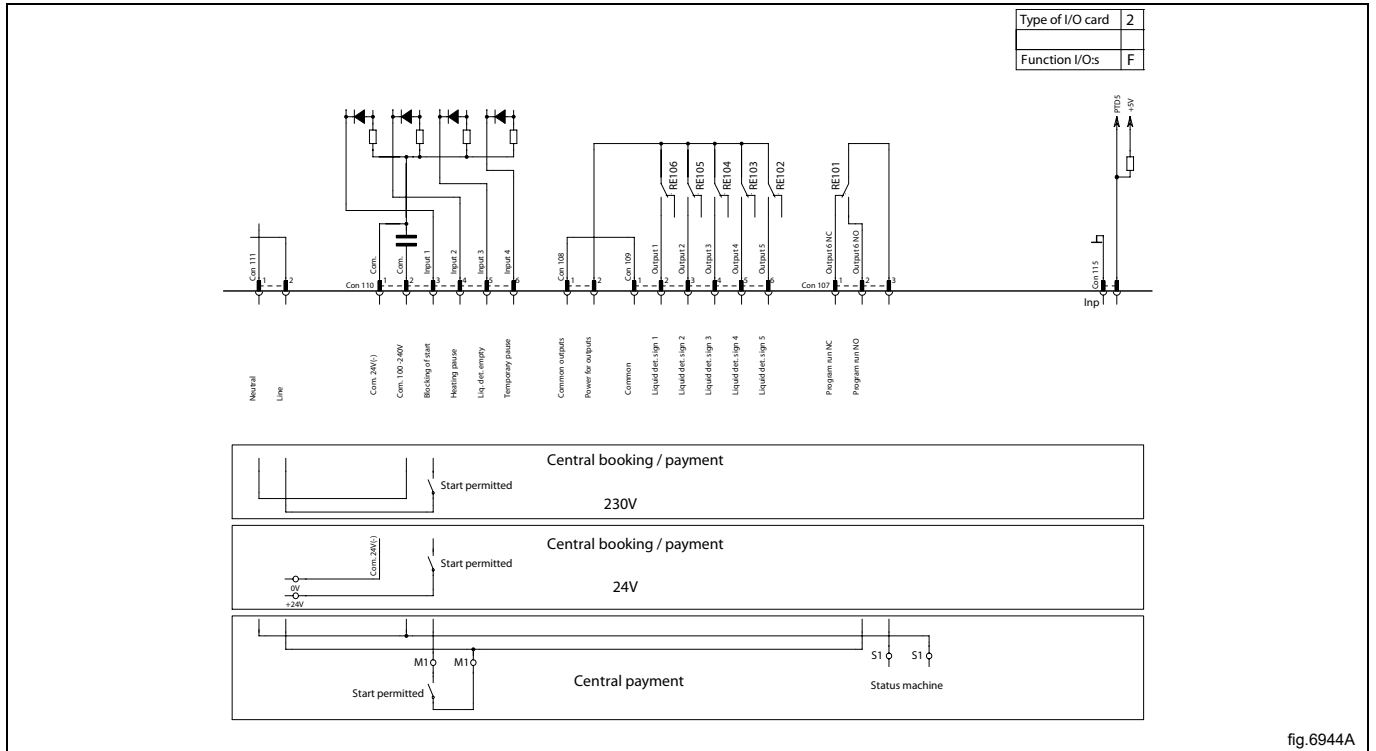 Type of I/O card 2
Function I/O:s F
PTD5
+5V
RE106
RE105
RE104
RE103
RE102
RE101
Con 111
Com.
Com.
Input 1
Input 2
Input 3
Input 4
Con 108
Con 109
Output 1
Output 2
Output 3
Output 4
Output 5
Output 6 NC
Output 6 NO
Con 115
1 2
Con 110 1 2 3 4 5 6
1 2
1 2 3 4 5 6
Con 107 1 2 3
Inp
Neutral
Line
Com. 24V(-)
Com. 100 -240V
Blocking of start
Heating pause
Liq. det. empty
Temporary pause
Common outputs
Power for outputs
Common
Liquid det. sign 1
Liquid det. sign 2
Liquid det. sign 3
Liquid det. sign 4
Liquid det. sign 5
Program run NC
Program run NO
Central booking / payment
Start permitted
230V
Central booking / payment
Com. 24V(-)
Start permitted
0V
24V
+24V
M1 M1
S1 S1
Central payment
Start permitted
Status machine
fig.6944A